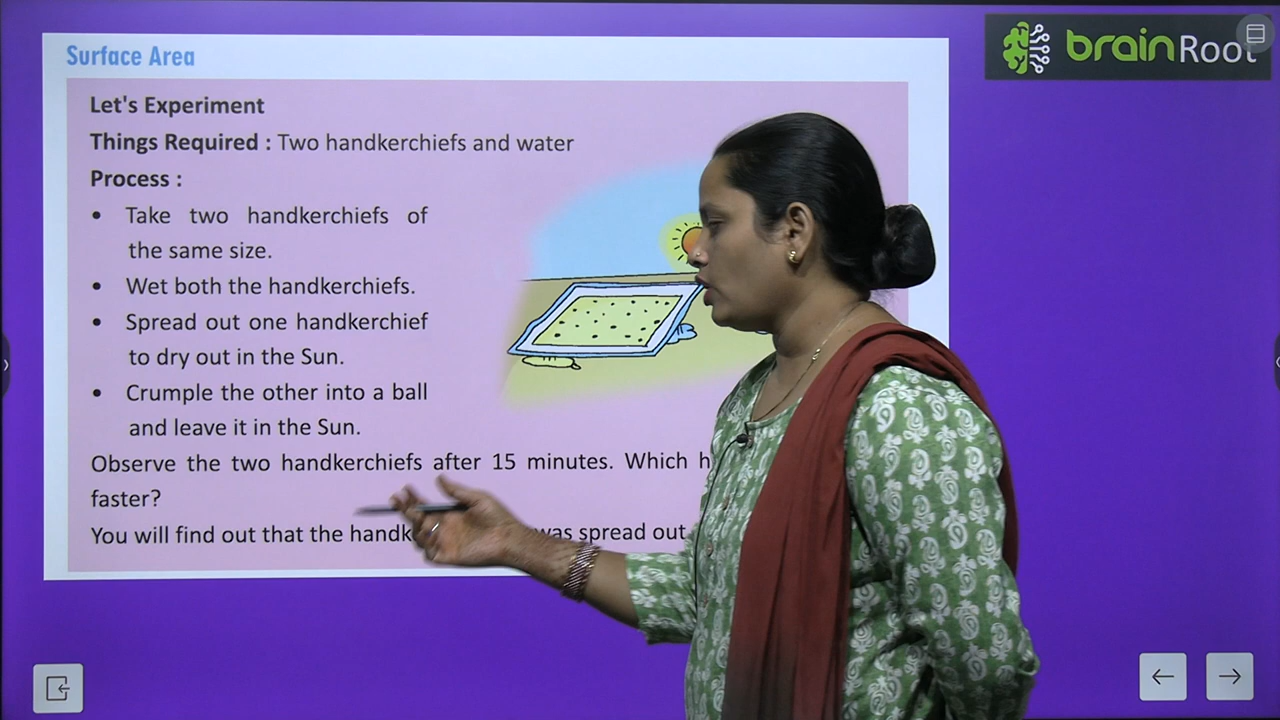 Surface Area
brainRoot
Let's Experiment
Things Required : Two handkerchiefs and water
Process :
• Take two handkerchiefs of
the same size.
• Wet both the handkerchiefs.
• Spread out one handkerchief
to dry out in the Sun.
• Crumple the other into a ball
and leave it in the Sun.
Observe the two handkerchiefs after 15 minutes. Which
faster?
You will find out that the was spread out